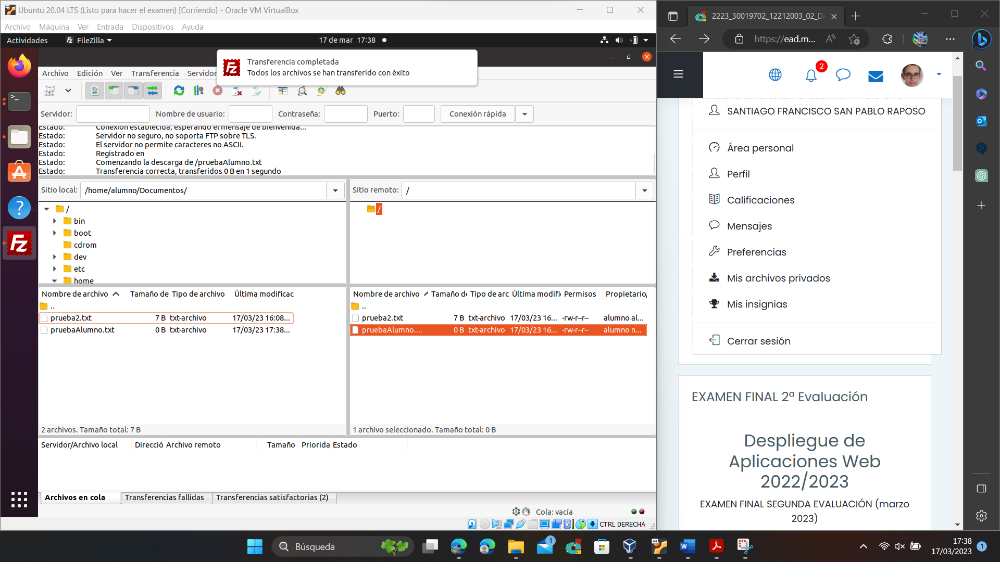 Ubuntu 20.04 LTS (Listo para hacer el examen) [Corriendo] - Oracle VM VirtualBox
Archivo Máquina Ver Entrada Dispositivos Ayuda
Actividades FileZilla 17 de mar 17:38
Transferencia completada
Todos los archivos se han transferido con éxito
Archivo Edición Ver Transferencia Servidor
Servidor: Nombre de usuario: Contraseña: Puerto: Conexión rápida
Estado: Conexión establecida, esperando el mensaje de bienvenida...
Estado: Servidor no seguro, no soporta FTP sobre TLS.
Estado: El servidor no permite caracteres no ASCII.
Estado: Registrado en
Estado: Comenzando la descarga de /pruebaAlumno.txt
Estado: Transferencia correcta, transferidos 0 B en 1 segundo
Sitio local: /home/alumno/Documentos/
/
bin
boot
cdrom
dev
etc
home
Sitio remoto: /
/
Nombre de archivo Tamaño de Tipo de archivo Última modificac
..
prueba2.txt 7 B txt-archivo 17/03/23 16:08...
pruebaAlumno.txt 0 B txt-archivo 17/03/23 17:38...
2 archivos. Tamaño total: 7 B
Nombre de archivo Tamaño de Tipo de arc Última modifi Permisos Propietario/
..
prueba2.txt 7 B txt-archivo 17/03/23 16... -rw-r--r-- alumno al...
pruebaAlumno.... 0 B txt-archivo 17/03/23 16... -rw-r--r-- alumno n...
1 archivo seleccionado. Tamaño total: 0 B
Servidor/Archivo local Direcció Archivo remoto Tamaño Priorida Estado
Archivos en cola Transferencias fallidas Transferencias satisfactorias (2)
Cola: vacía
CTRL DERECHA
2223_30019702_12212003_02_DA
https://ead.m...
2
SANTIAGO FRANCISCO SAN PABLO RAPOSO
Área personal
Perfil
Calificaciones
Mensajes
Preferencias
Mis archivos privados
Mis insignias
Cerrar sesión
EXAMEN FINAL 2ª Evaluación
Despliegue de
Aplicaciones Web
2022/2023
EXAMEN FINAL SEGUNDA EVALUACIÓN (marzo
2023)
Búsqueda
1
64
17:38
17/03/2023
1